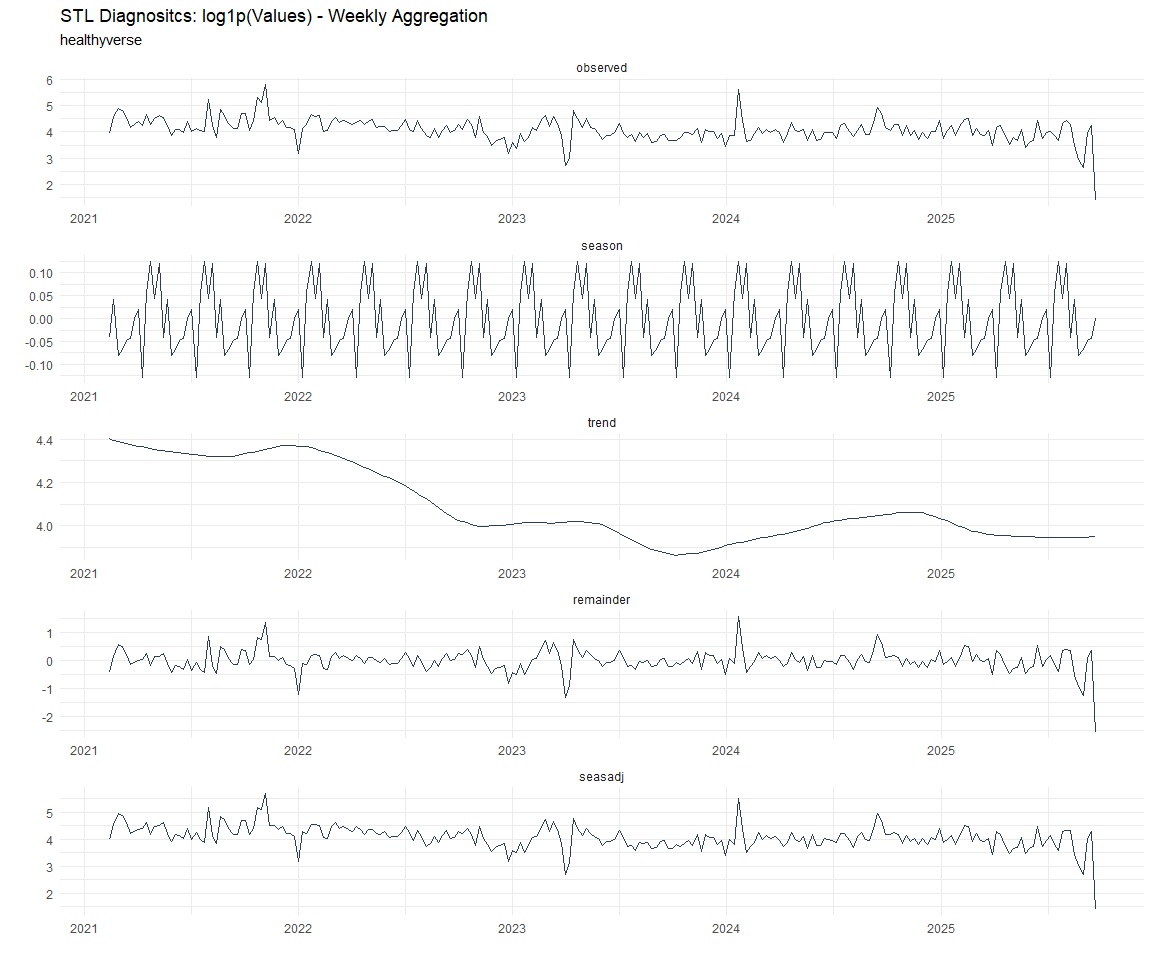 STL Diagnositcs: log1p(Values) - Weekly Aggregation
healthyverse
observed
6
5
4
3
2
2021 2022 2023 2024 2025
season
0.10
0.05
0.00
-0.05
-0.10
2021 2022 2023 2024 2025
trend
4.4
4.2
4.0
2021 2022 2023 2024 2025
remainder
1
0
-1
-2
2021 2022 2023 2024 2025
seasadj
5
4
3
2
2021 2022 2023 2024 2025